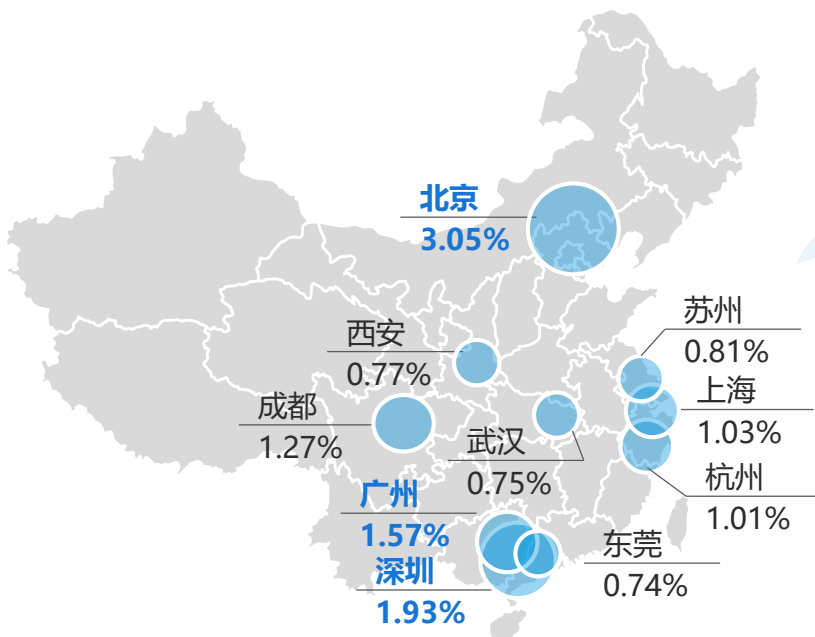 北京
3.05%
苏州
0.81%
西安
0.77%
上海
1.03%
成都
1.27%
武汉
0.75%
杭州
1.01%
广州
1.57%
东莞
0.74%
深圳
1.93%